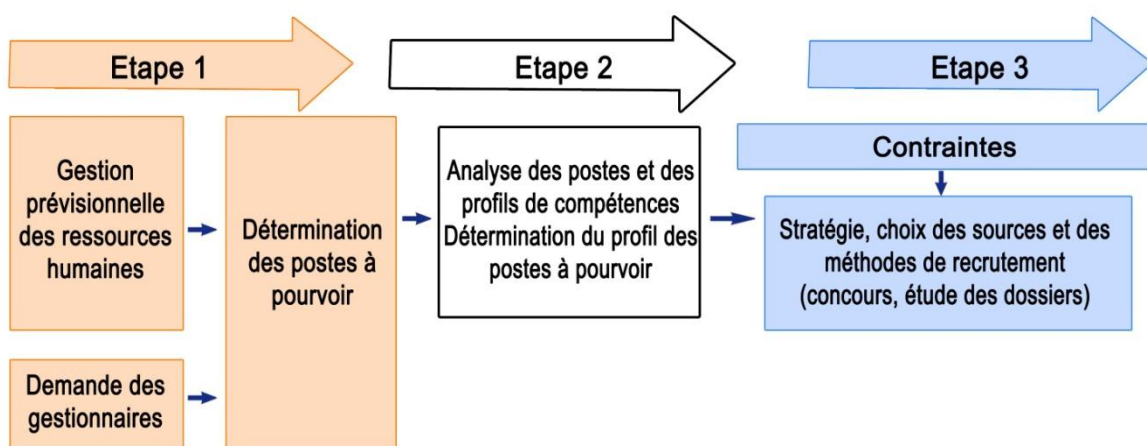 Etape 1
Etape 2
Etape 3
Gestion
prévisionnelle
des ressources
humaines
Demande des
gestionnaires
Détermination
des postes à
pourvoir
Analyse des postes et des
profils de compétences
Détermination du profil des
postes à pourvoir
Contraintes
Stratégie, choix des sources et des
méthodes de recrutement
(concours, étude des dossiers)